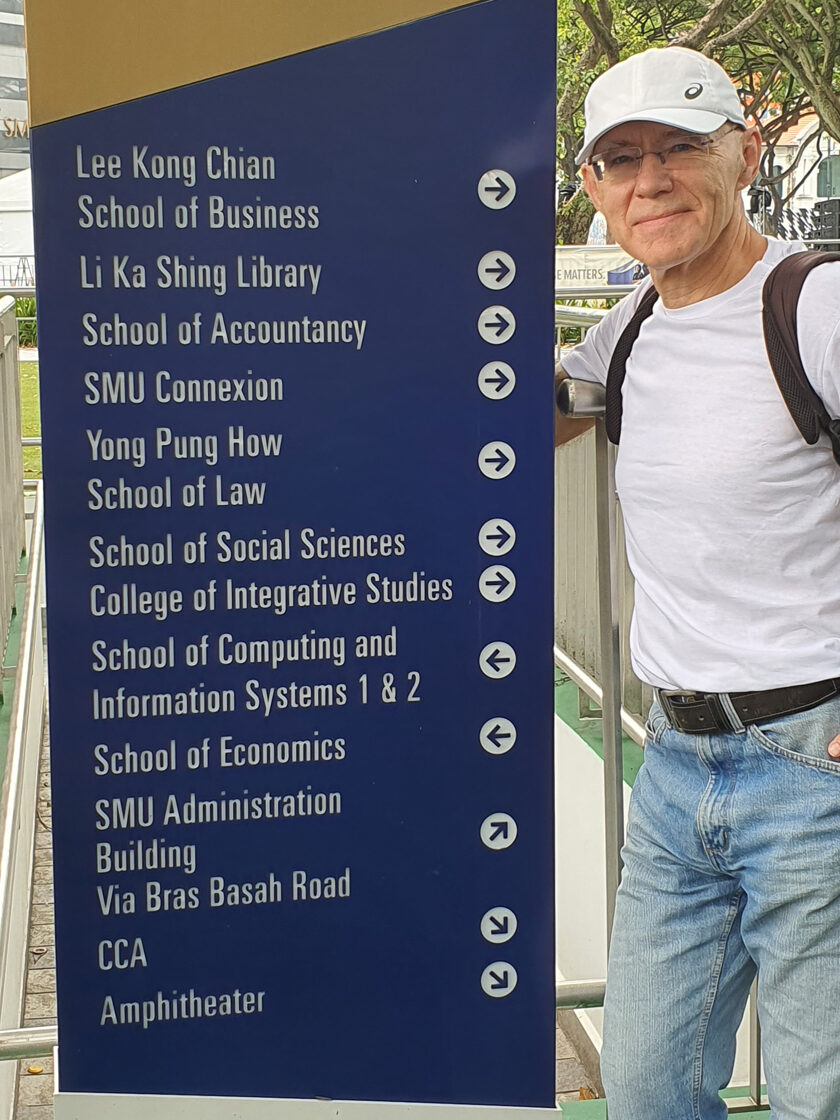 SM
Lee Kong Chian
School of Business
Li Ka Shing Library
School of Accountancy
SMU Connexion
Yong Pung How
School of Law
School of Social Sciences
College of Integrative Studies
School of Computing and
Information Systems 1 & 2
School of Economics
SMU Administration
Building
Via Bras Basah Road
CCA
Amphitheater
E MATTERS.